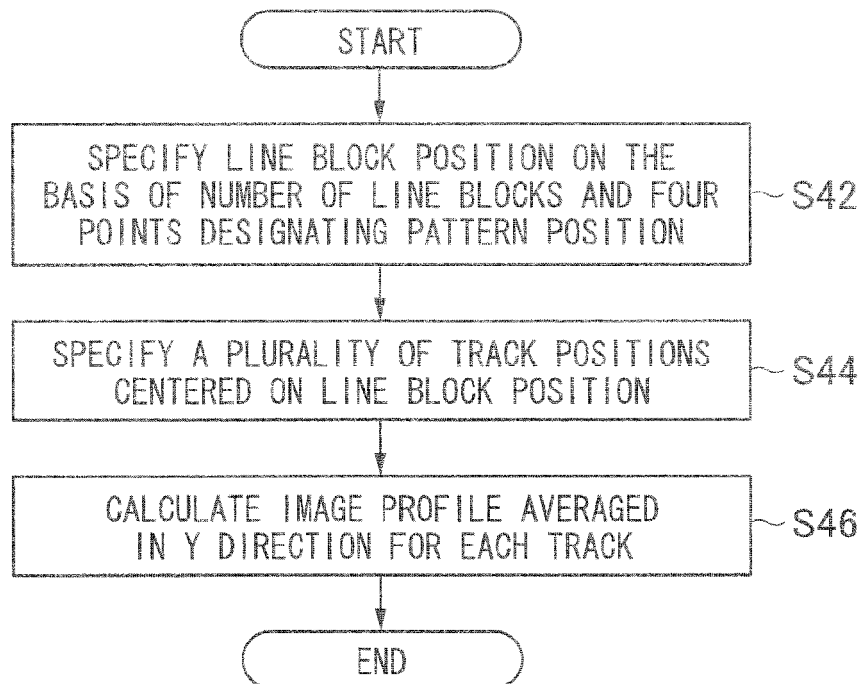 START
SPECIFY LINE BLOCK POSITION ON THE
BASIS OF NUMBER OF LINE BLOCKS AND FOUR
POINTS DESIGNATING PATTERN POSITION
S42
SPECIFY A PLURALITY OF TRACK POSITIONS
CENTERED ON LINE BLOCK POSITION
S44
CALCULATE IMAGE PROFILE AVERAGED
IN Y DIRECTION FOR EACH TRACK
S46
END